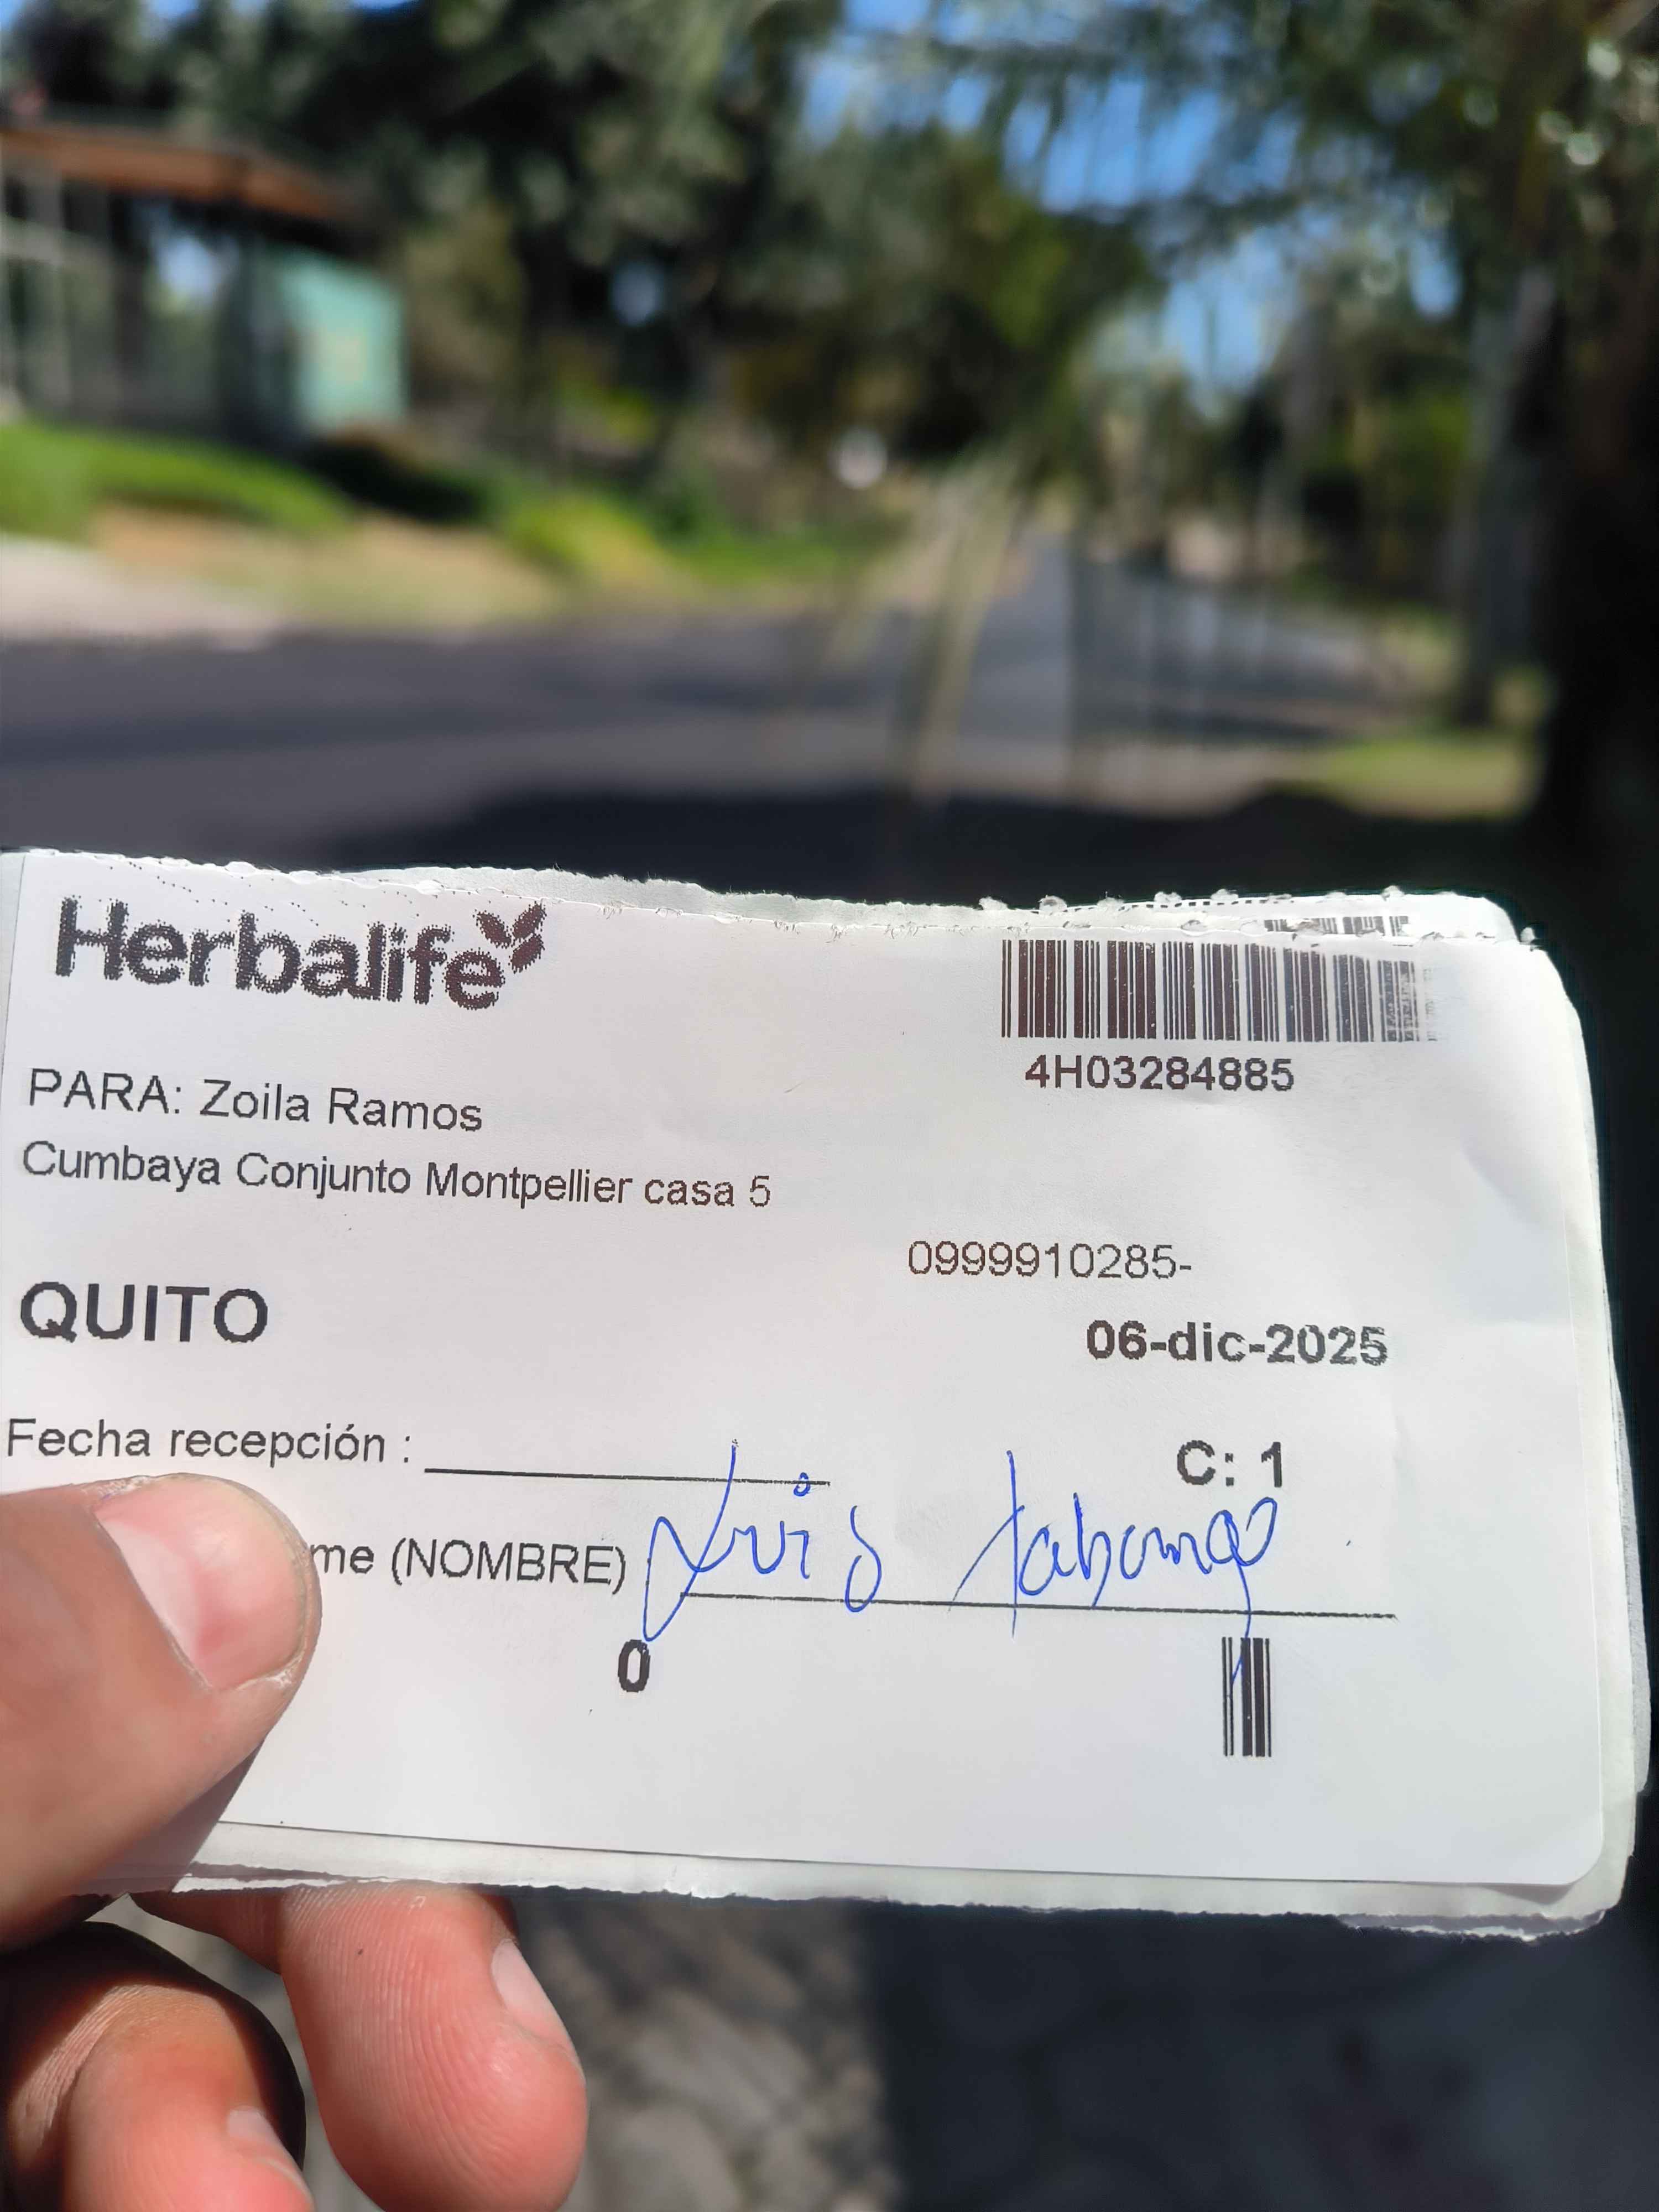 Herbalife
4H03284885
PARA: Zoila Ramos
Cumbaya Conjunto Montpellier casa 5
0999910285-
QUITO
06-dic-2025
Fecha recepción :
C: 1
me (NOMBRE) Luis
0